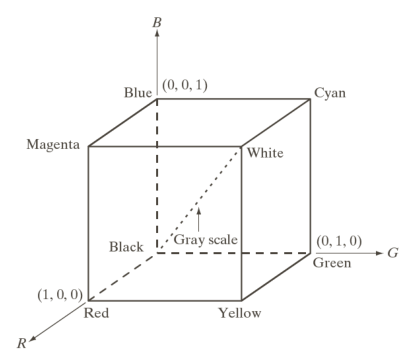 B
Blue (0, 0, 1)
Cyan
Magenta
White
Black
Gray scale
(0, 1, 0)
G
Green
(1, 0, 0)
Red
Yellow
R